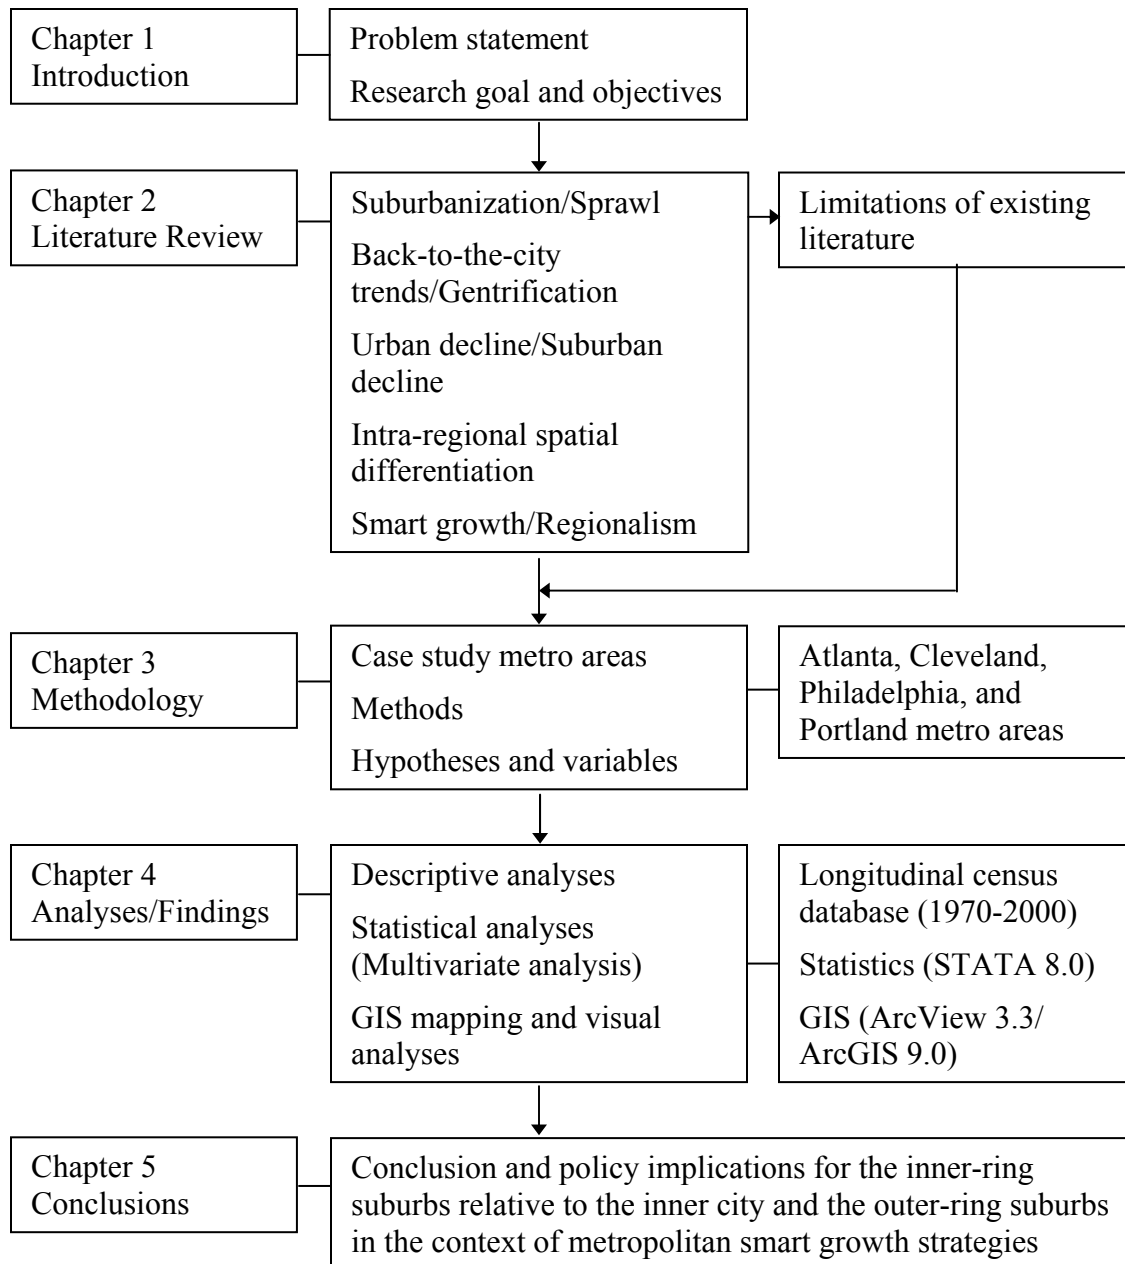 Chapter 1
Introduction
Problem statement
Research goal and objectives
Chapter 2
Literature Review
Suburbanization/Sprawl
Back-to-the-city
trends/Gentrification
Urban decline/Suburban
decline
Intra-regional spatial
differentiation
Smart growth/Regionalism
Limitations of existing
literature
Chapter 3
Methodology
Case study metro areas
Methods
Hypotheses and variables
Atlanta, Cleveland,
Philadelphia, and
Portland metro areas
Chapter 4
Analyses/Findings
Descriptive analyses
Statistical analyses
(Multivariate analysis)
GIS mapping and visual
analyses
Longitudinal census
database (1970-2000)
Statistics (STATA 8.0)
GIS (ArcView 3.3/
ArcGIS 9.0)
Chapter 5
Conclusions
Conclusion and policy implications for the inner-ring
suburbs relative to the inner city and the outer-ring suburbs
in the context of metropolitan smart growth strategies